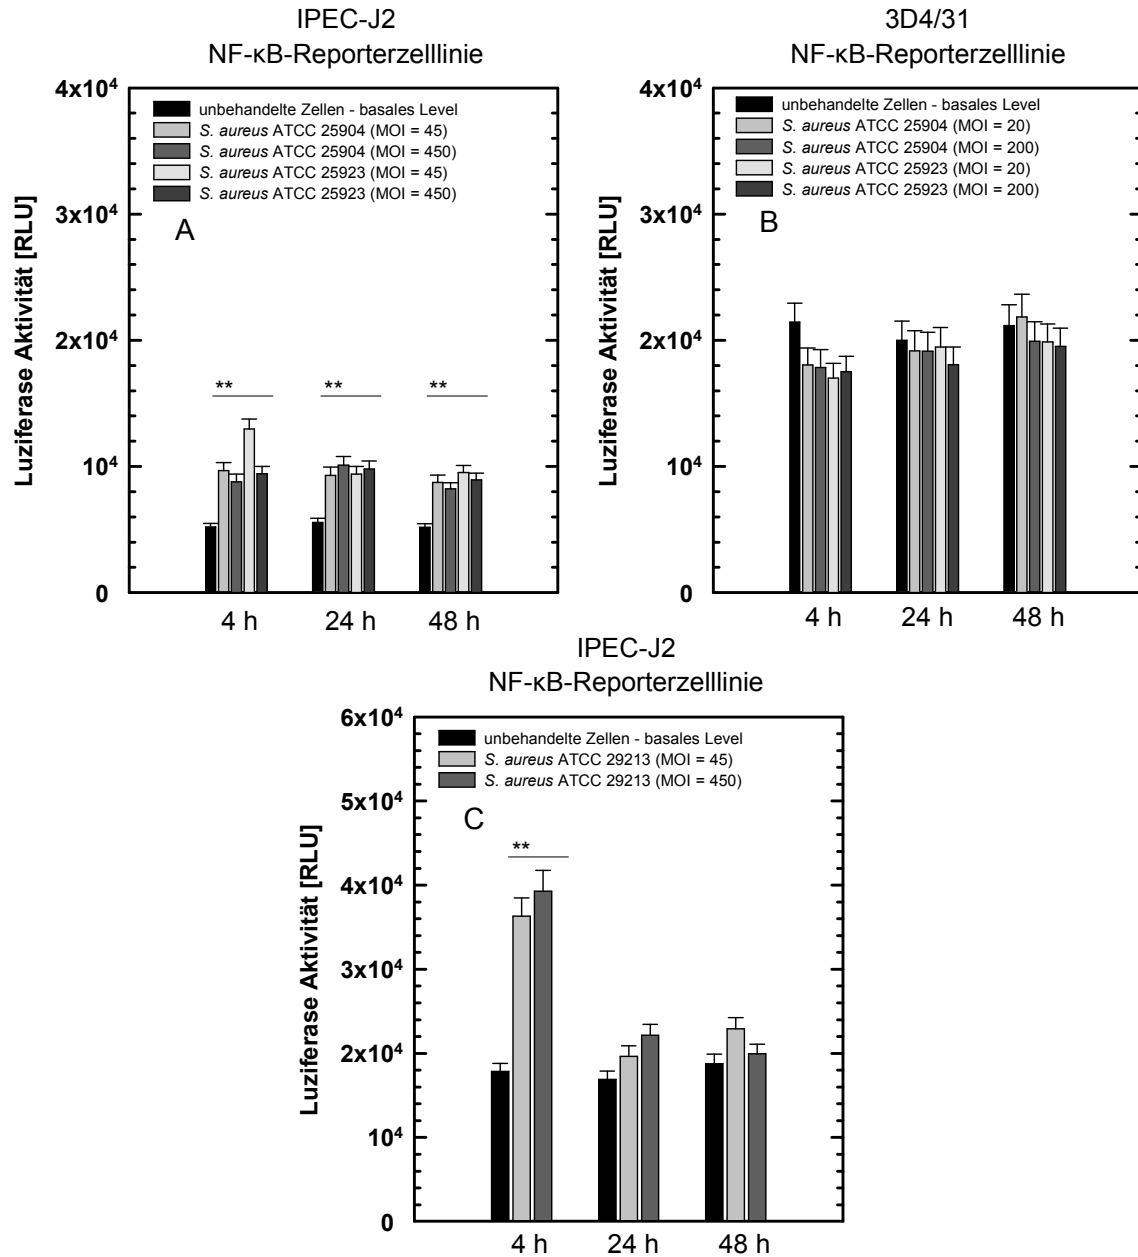 IPEC-J2
NF-κB-Reporterzelllinie
4x10⁴
3x10⁴
2x10⁴
10⁴
0
Luziferase Aktivität [RLU]
unbehandelte Zellen - basales Level
S. aureus ATCC 25904 (MOI = 45)
S. aureus ATCC 25904 (MOI = 450)
S. aureus ATCC 25923 (MOI = 45)
S. aureus ATCC 25923 (MOI = 450)
A
**
**
**
4 h
24 h
48 h
3D4/31
NF-κB-Reporterzelllinie
4x10⁴
3x10⁴
2x10⁴
10⁴
0
Luziferase Aktivität [RLU]
unbehandelte Zellen - basales Level
S. aureus ATCC 25904 (MOI = 20)
S. aureus ATCC 25904 (MOI = 200)
S. aureus ATCC 25923 (MOI = 20)
S. aureus ATCC 25923 (MOI = 200)
B
4 h
24 h
48 h
IPEC-J2
NF-κB-Reporterzelllinie
6x10⁴
5x10⁴
4x10⁴
3x10⁴
2x10⁴
10⁴
0
Luziferase Aktivität [RLU]
unbehandelte Zellen - basales Level
S. aureus ATCC 29213 (MOI = 45)
S. aureus ATCC 29213 (MOI = 450)
C
**
4 h
24 h
48 h